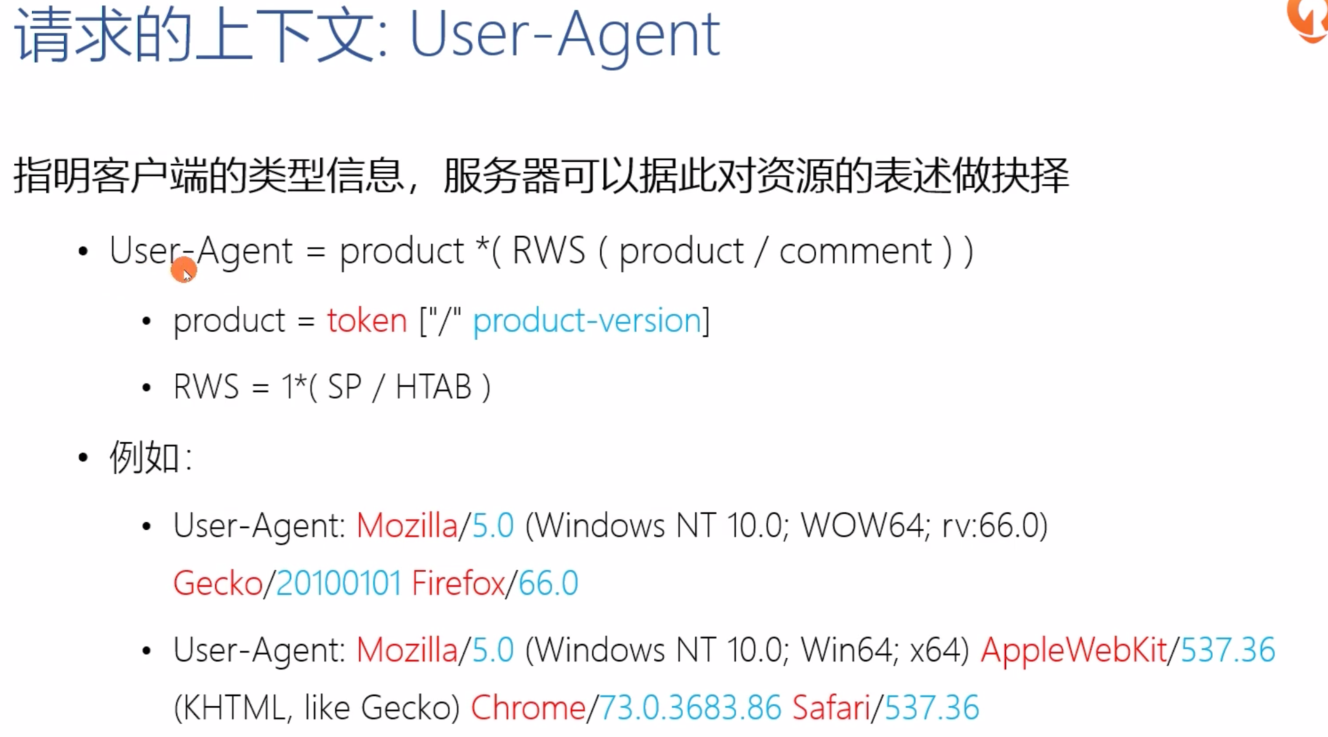 请求的上下文: User-Agent
指明客户端的类型信息，服务器可以据此对资源的表述做抉择
• User-Agent = product *( RWS ( product / comment ) )
• product = token ["/" product-version]
• RWS = 1*( SP / HTAB )
• 例如：
• User-Agent: Mozilla/5.0 (Windows NT 10.0; WOW64; rv:66.0)
Gecko/20100101 Firefox/66.0
• User-Agent: Mozilla/5.0 (Windows NT 10.0; Win64; x64) AppleWebKit/537.36
(KHTML, like Gecko) Chrome/73.0.3683.86 Safari/537.36